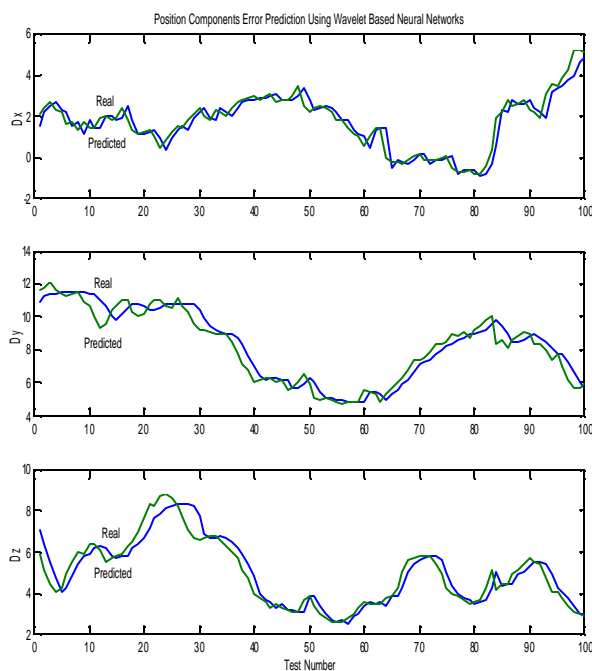 Position Components Error Prediction Using Wavelet Based Neural Networks
6
4
2
0
-2
Dx
Real
Predicted
0 10 20 30 40 50 60 70 80 90 100
14
12
10
8
6
4
Dy
Real
Predicted
0 10 20 30 40 50 60 70 80 90 100
10
8
6
4
2
Dz
Real
Predicted
0 10 20 30 40 50 60 70 80 90 100
Test Number